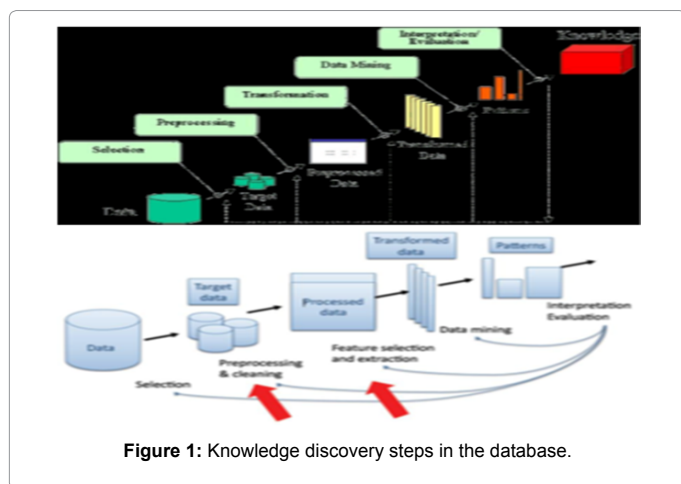 Interpretation/
Evaluation
Knowledge
Data Mining
Transformation
Patterns
Preprocessing
Transformed
Data
Selection
Preprocessed
Data
Target
Data
Data
Transformed
data
Patterns
Target
data
Processed
data
Data
Interpretation
Evaluation
Data mining
Feature selection
and extraction
Preprocessing
& cleaning
Selection
Figure 1: Knowledge discovery steps in the database.